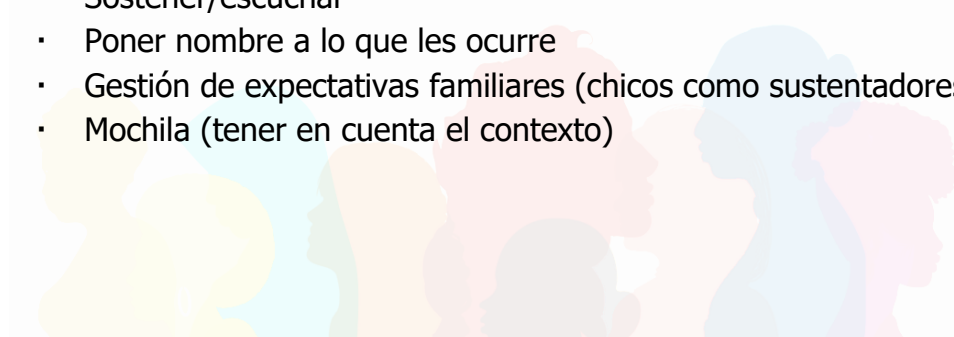 Sostener/escuchar
· Poner nombre a lo que les ocurre
· Gestión de expectativas familiares (chicos como sustentadores
· Mochila (tener en cuenta el contexto)